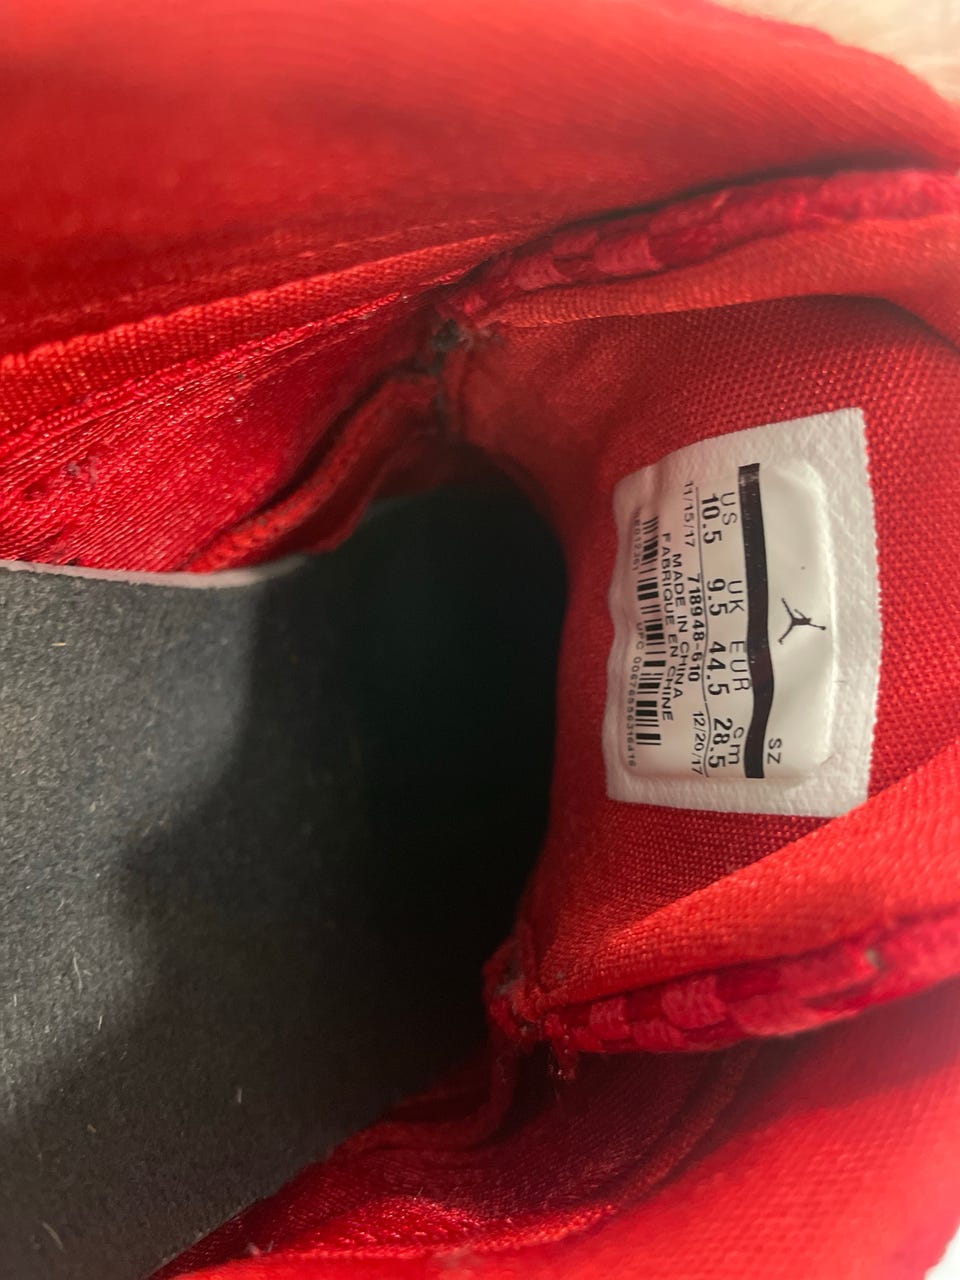 SZ
US UK EUR cm
10.5 9.5 44.5 28.5
11/15/17 718948-610 12/20/17
MADE IN CHINA
FABRIQUE EN CHINE
UPC